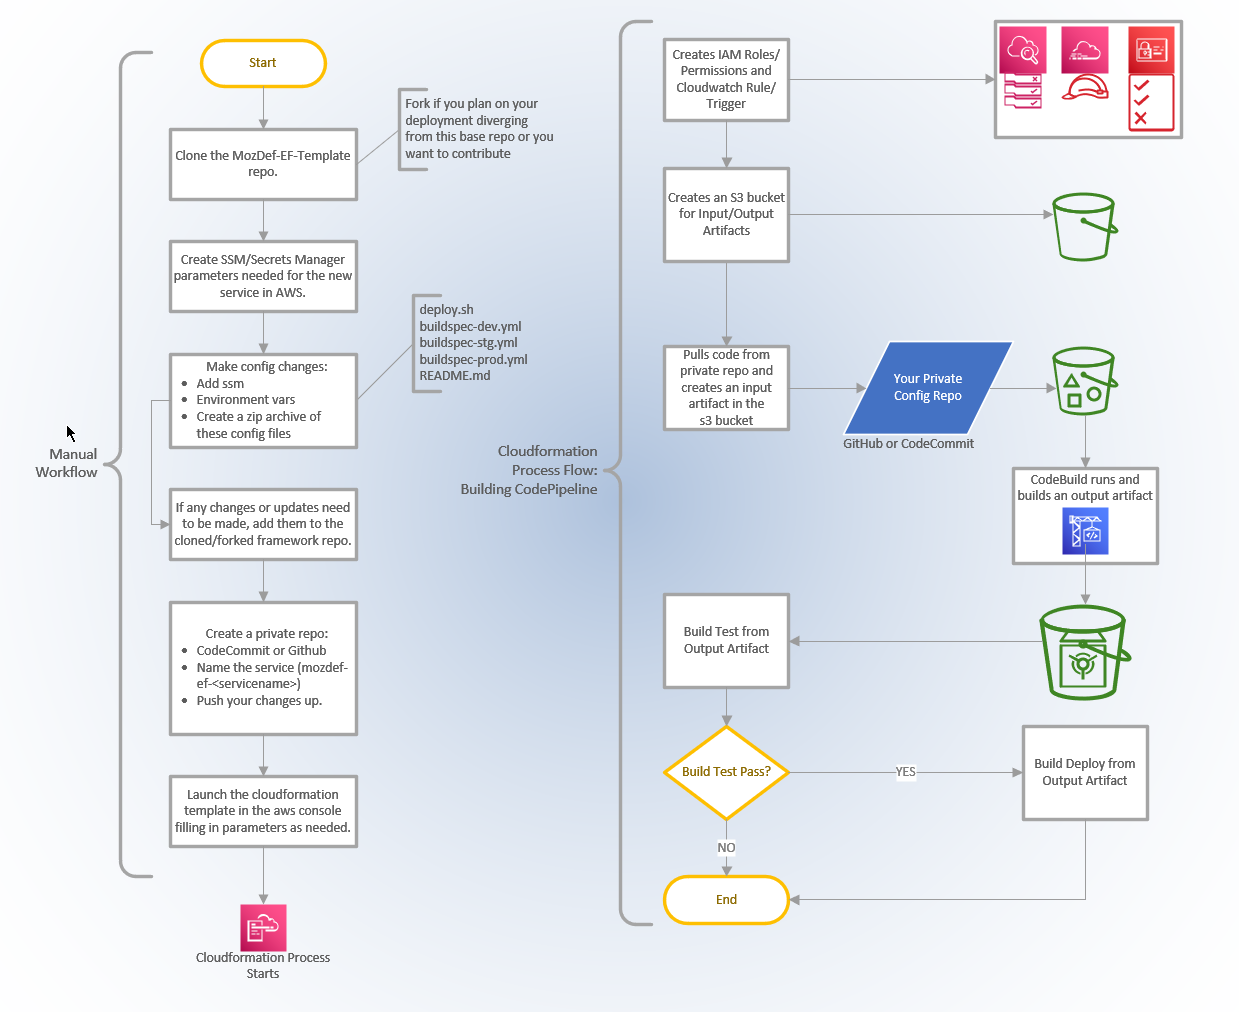 Start
Clone the MozDef-EF-Template
repo.
Fork if you plan on your
deployment diverging
from this base repo or you
want to contribute
Create SSM/Secrets Manager
parameters needed for the new
service in AWS.
Make config changes:
• Add ssm
• Environment vars
• Create a zip archive of
these config files
deploy.sh
buildspec-dev.yml
buildspec-stg.yml
buildspec-prod.yml
README.md
Manual
Workflow
If any changes or updates need
to be made, add them to the
cloned/forked framework repo.
Create a private repo:
• CodeCommit or Github
• Name the service (mozdef-
ef-<servicename>)
• Push your changes up.
Launch the cloudformation
template in the aws console
filling in parameters as needed.
Cloudformation Process
Starts
Cloudformation
Process Flow:
Building CodePipeline
Creates IAM Roles/
Permissions and
Cloudwatch Rule/
Trigger
Creates an S3 bucket
for Input/Output
Artifacts
Pulls code from
private repo and
creates an input
artifact in the
s3 bucket
Your Private
Config Repo
GitHub or CodeCommit
CodeBuild runs and
builds an output artifact
Build Test from
Output Artifact
Build Test Pass?
YES
Build Deploy from
Output Artifact
NO
End